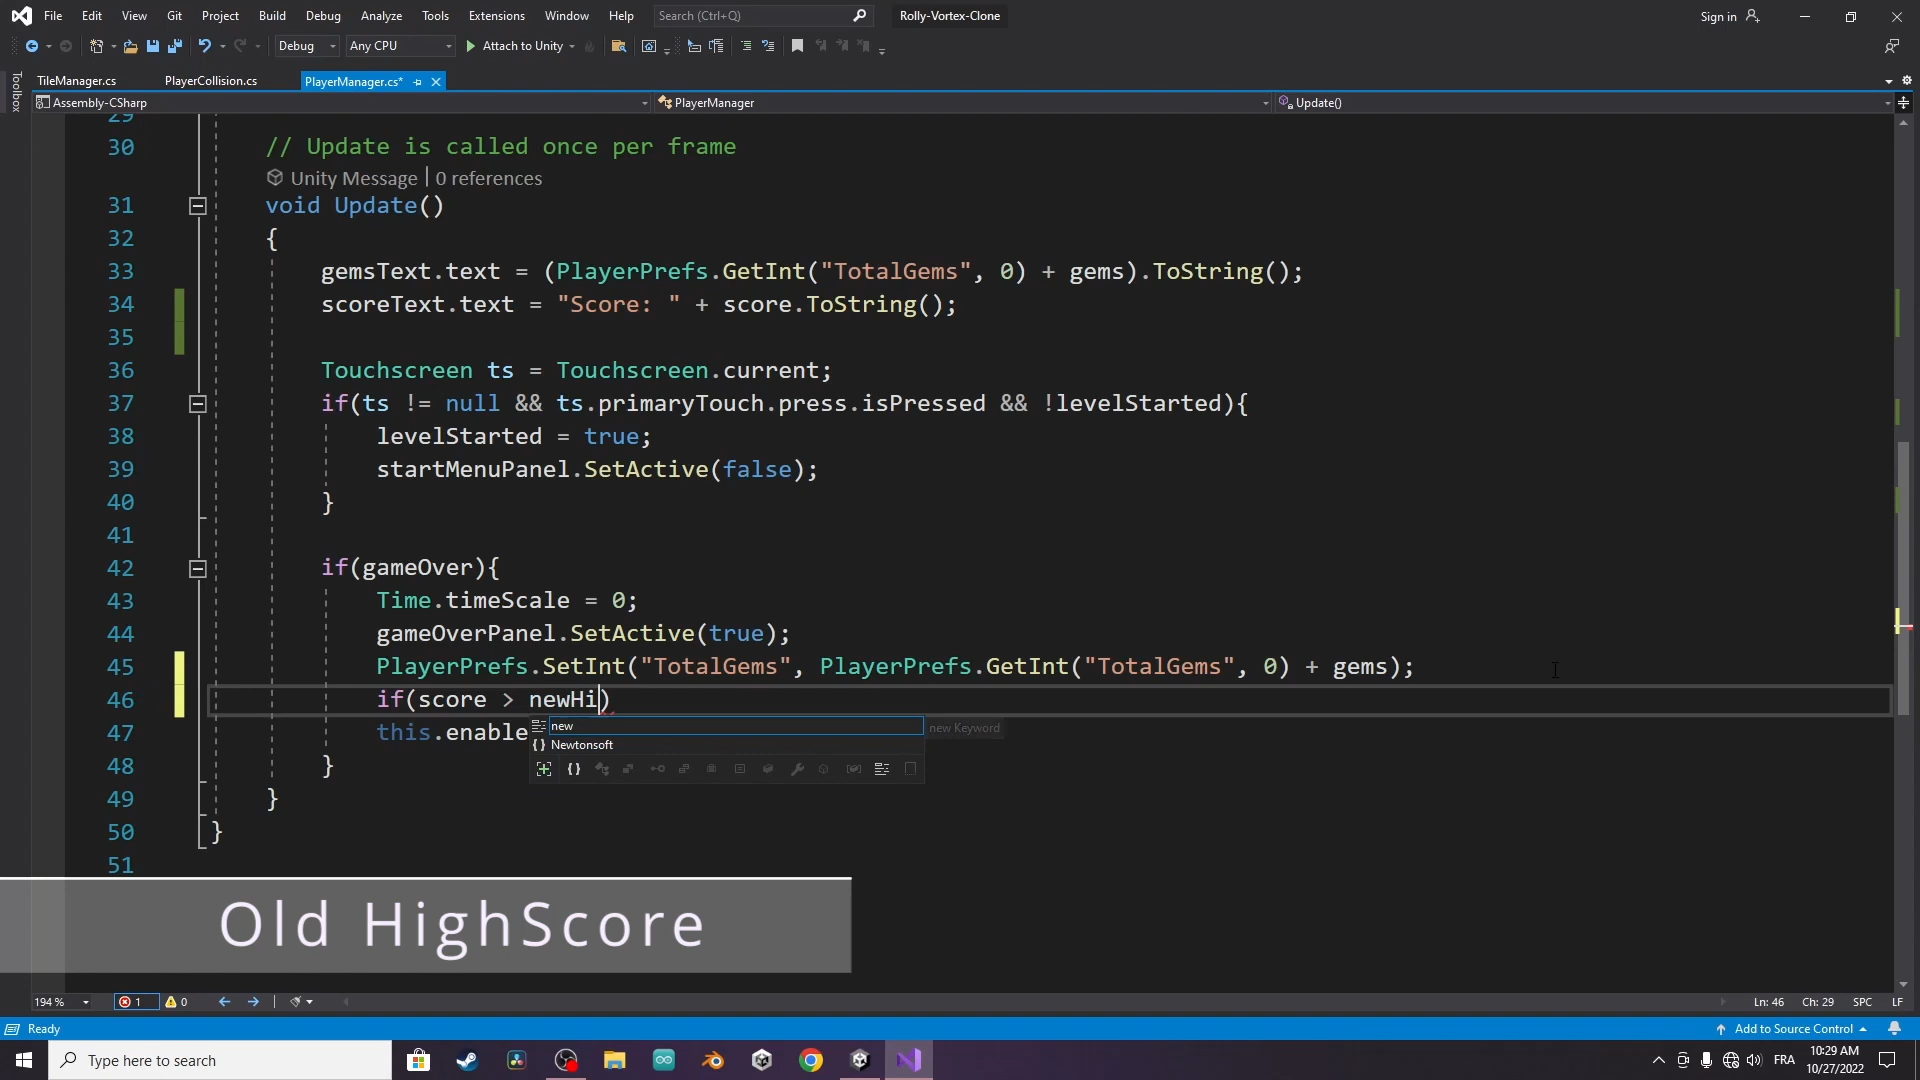 File Edit View Git Project Build Debug Analyze Tools Extensions Window Help Search (Ctrl+Q) Rolly-Vortex-Clone Sign in
Debug Any CPU Attach to Unity
Toolbox
TileManager.cs PlayerCollision.cs PlayerManager.cs*
Assembly-CSharp PlayerManager Update()
29
30 // Update is called once per frame
Unity Message | 0 references
31 void Update()
32 {
33 gemsText.text = (PlayerPrefs.GetInt("TotalGems", 0) + gems).ToString();
34 scoreText.text = "Score: " + score.ToString();
35
36 Touchscreen ts = Touchscreen.current;
37 if(ts != null && ts.primaryTouch.press.isPressed && !levelStarted){
38 levelStarted = true;
39 startMenuPanel.SetActive(false);
40 }
41
42 if(gameOver){
43 Time.timeScale = 0;
44 gameOverPanel.SetActive(true);
45 PlayerPrefs.SetInt("TotalGems", PlayerPrefs.GetInt("TotalGems", 0) + gems);
46 if(score > newHi)
new new Keyword
47 this.enable
{ } Newtonsoft
48 }
49 }
50 }
51
Old HighScore
194 % 1 0 Ln: 46 Ch: 29 SPC LF
Ready Add to Source Control
Type here to search FRA 10:29 AM
10/27/2022